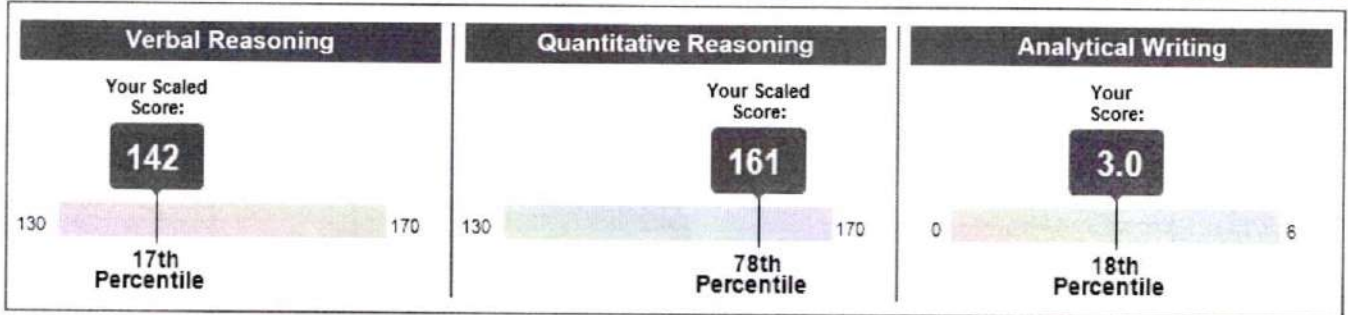 Verbal Reasoning
Your Scaled
Score:
142
130
170
17th
Percentile
Quantitative Reasoning
Your Scaled
Score:
161
130
170
78th
Percentile
Analytical Writing
Your
Score:
3.0
0
6
18th
Percentile